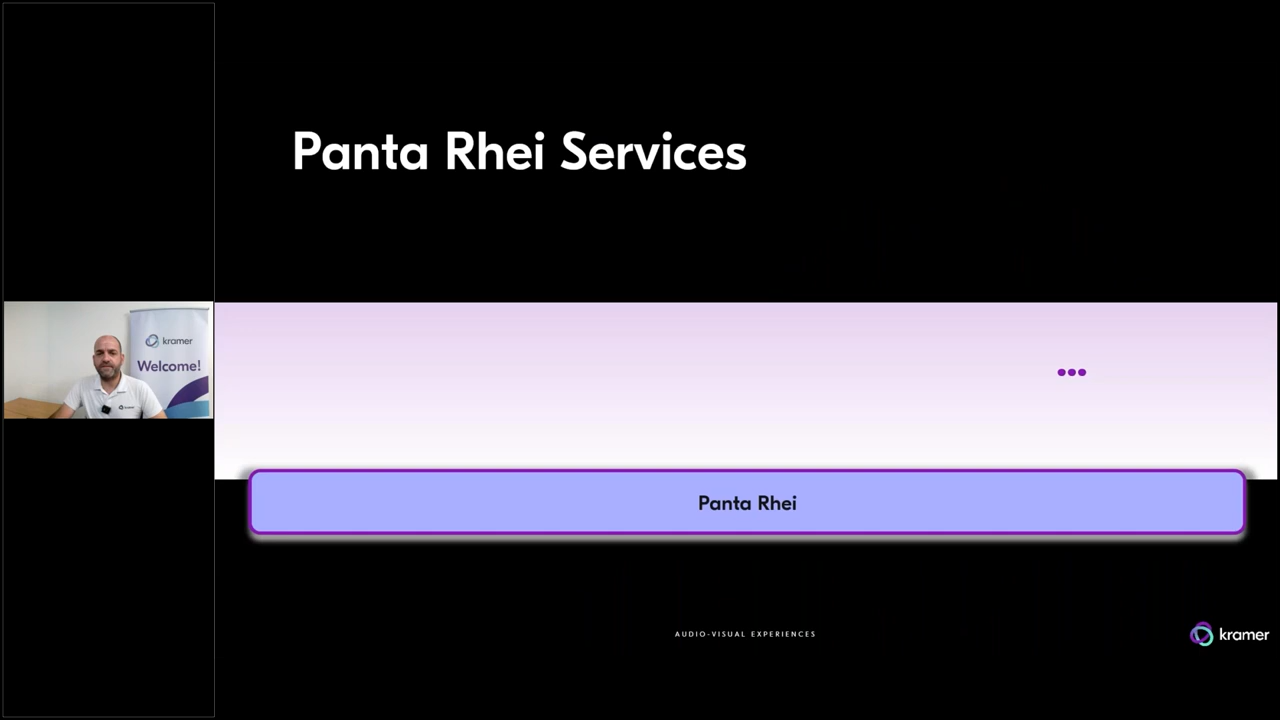 Panta Rhei Services
kramer
Welcome!
•••
Panta Rhei
AUDIO-VISUAL EXPERIENCES
kramer